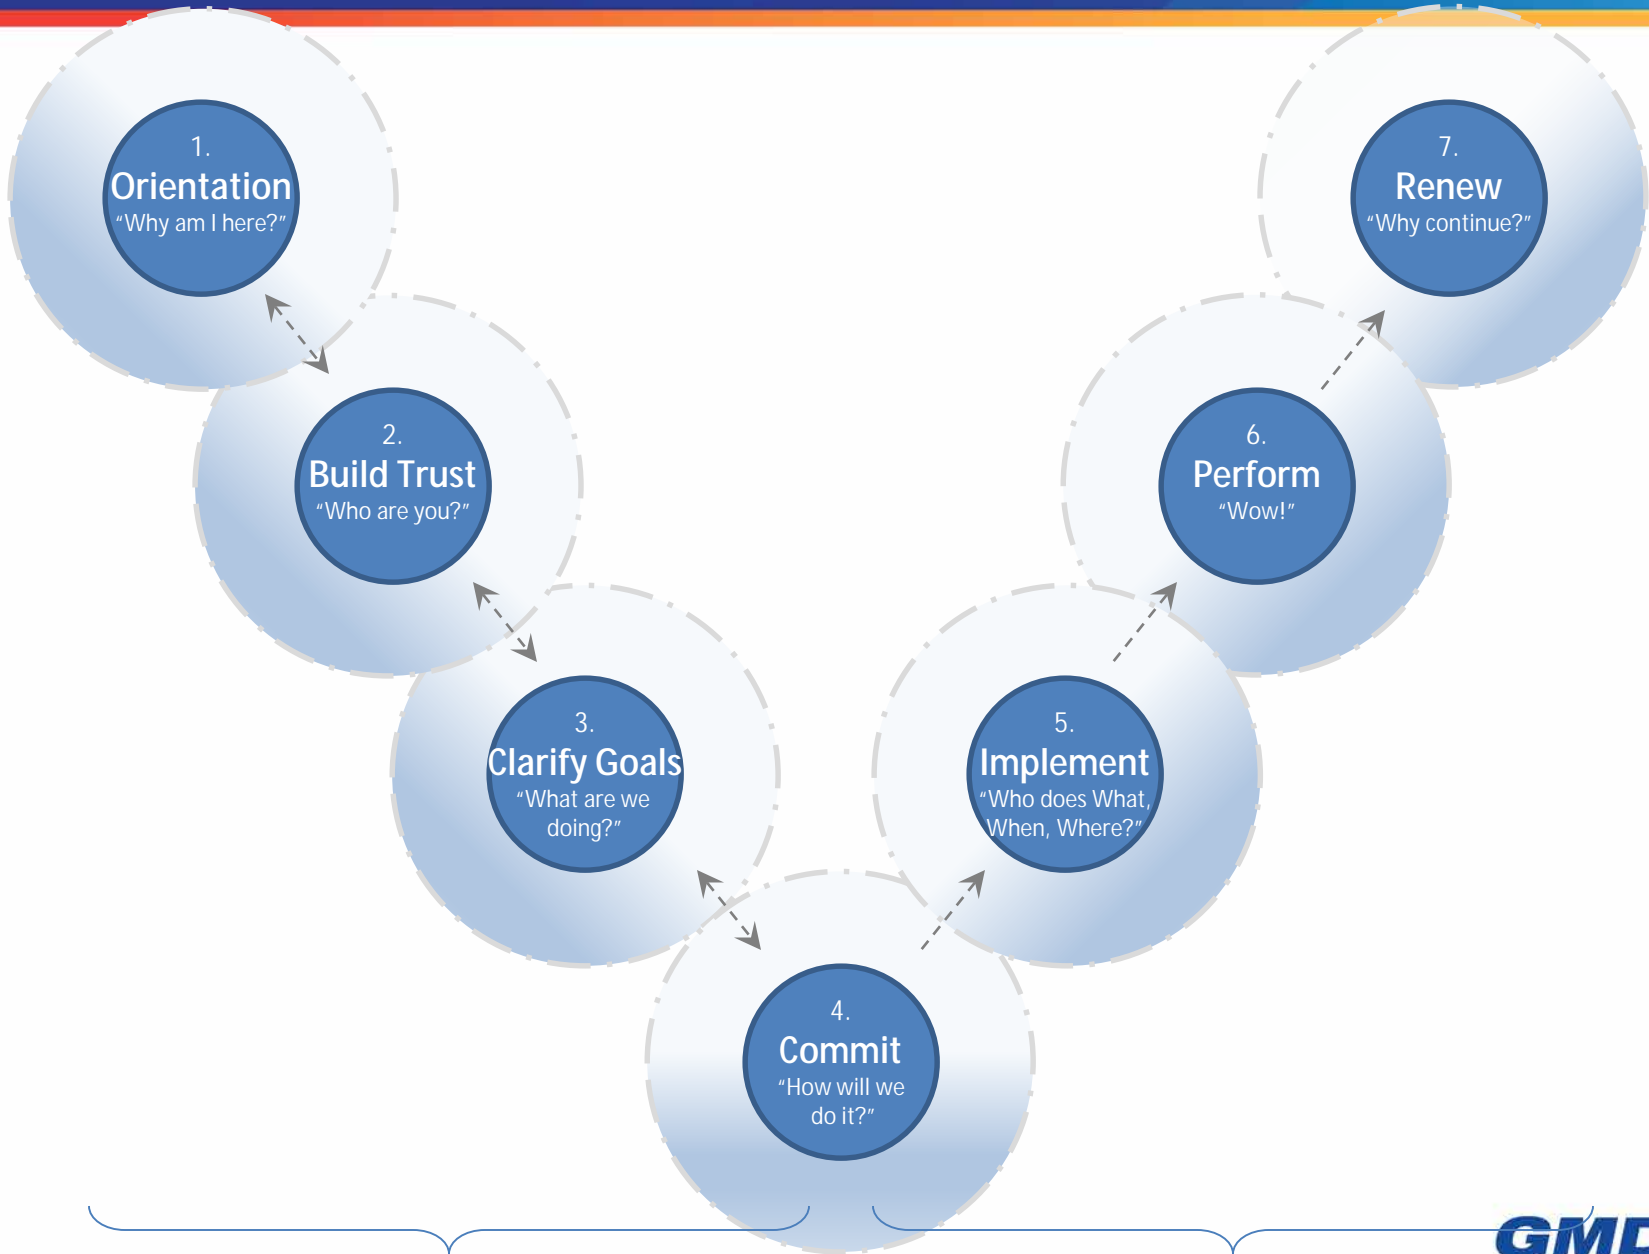 1.
Orientation
“Why am I here?”
2.
Build Trust
“Who are you?”
3.
Clarify Goals
“What are we
doing?”
4.
Commit
“How will we
do it?”
5.
Implement
“Who does What,
When, Where?”
6.
Perform
“Wow!”
7.
Renew
“Why continue?”